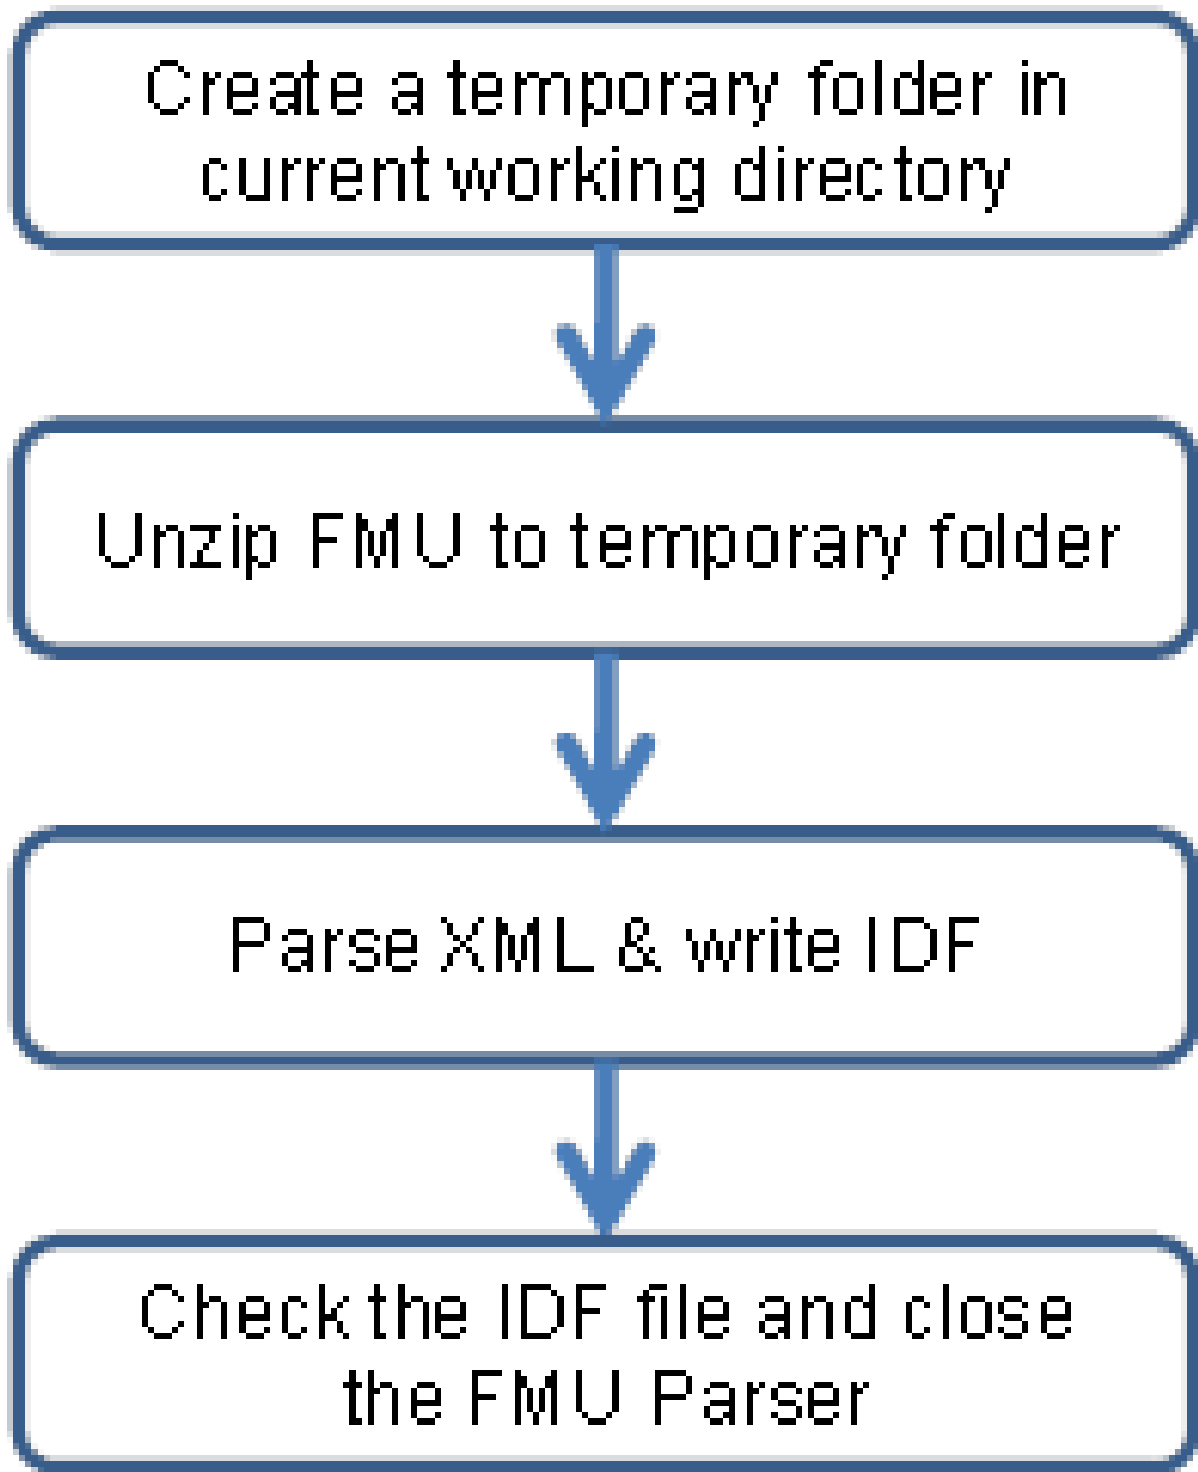 Create a temporary folder in
current working directory
Unzip FMU to temporary folder
Parse XML & write IDF
Check the IDF file and close
the FMU Parser